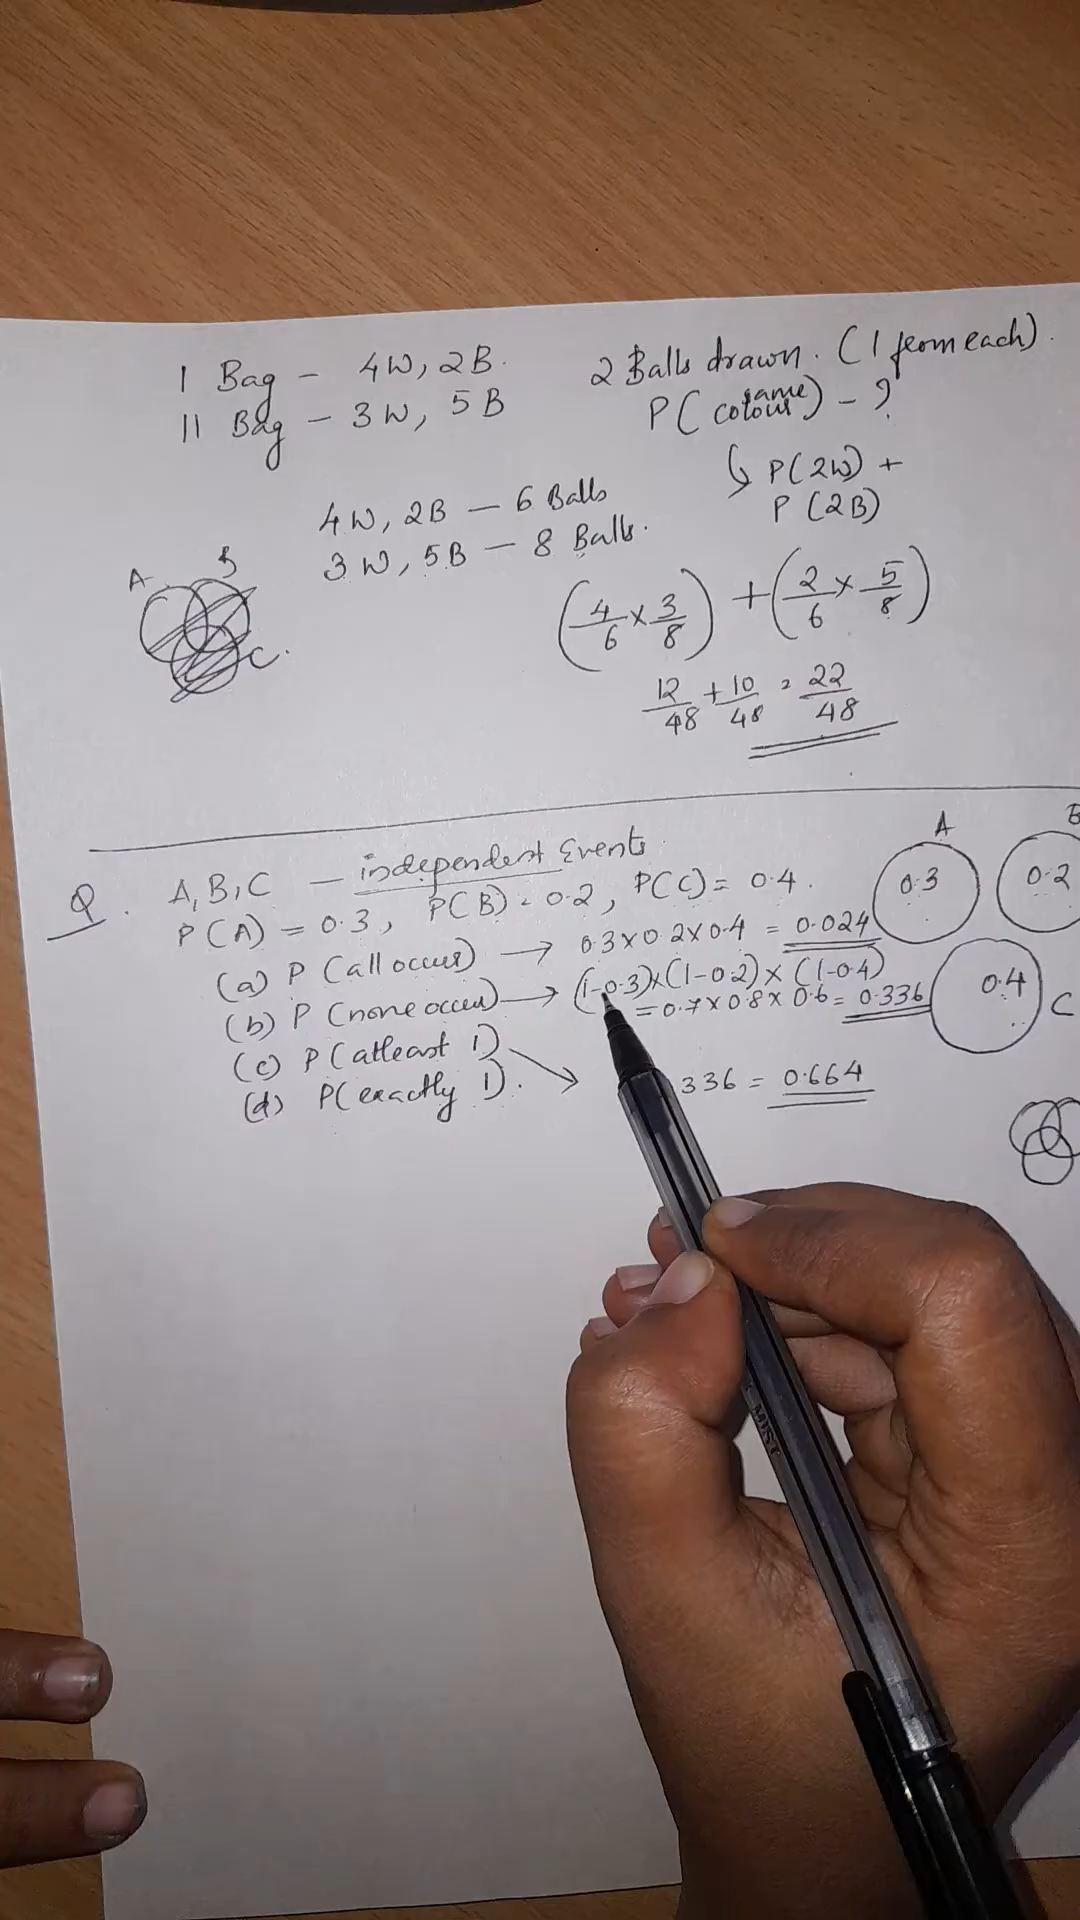 I Bag - 4W, 2B.
II Bag - 3W, 5B
2 Balls drawn. (1 from each).
P(same colour) - ?
P(2W) +
P(2B)
4W, 2B - 6 Balls
3W, 5B - 8 Balls.
A B
C.
(4/6 × 3/8) + (2/6 × 5/8)
12/48 + 10/48 = 22/48
Q. A, B, C - independent Events
P(A) = 0.3, P(B) = 0.2, P(C) = 0.4.
(a) P(all occurs) → 0.3×0.2×0.4 = 0.024
(b) P(none occurs) → (1-0.3)×(1-0.2)×(1-0.4)
= 0.7×0.8×0.6 = 0.336
(c) P(atleast 1)
336 = 0.664
(d) P(exactly 1).
A
0.3
B
0.2
0.4
C
MIST